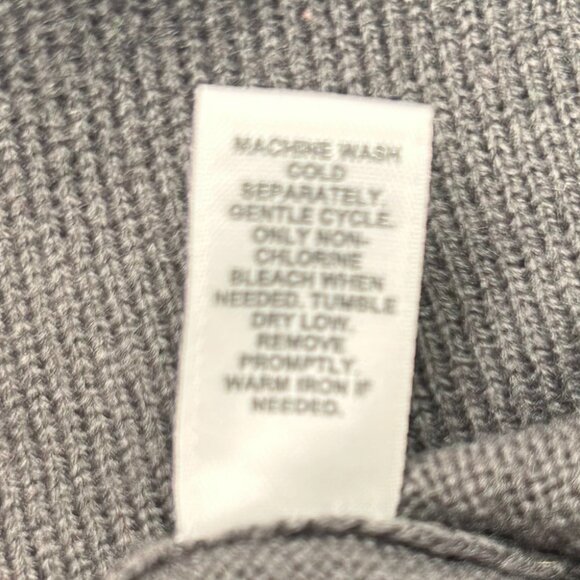 MACHINE WASH
COLD
SEPARATELY.
GENTLE CYCLE.
ONLY NON-
CHLORINE
BLEACH WHEN
NEEDED. TUMBLE
DRY LOW.
REMOVE
PROMPTLY.
WARM IRON IF
NEEDED.